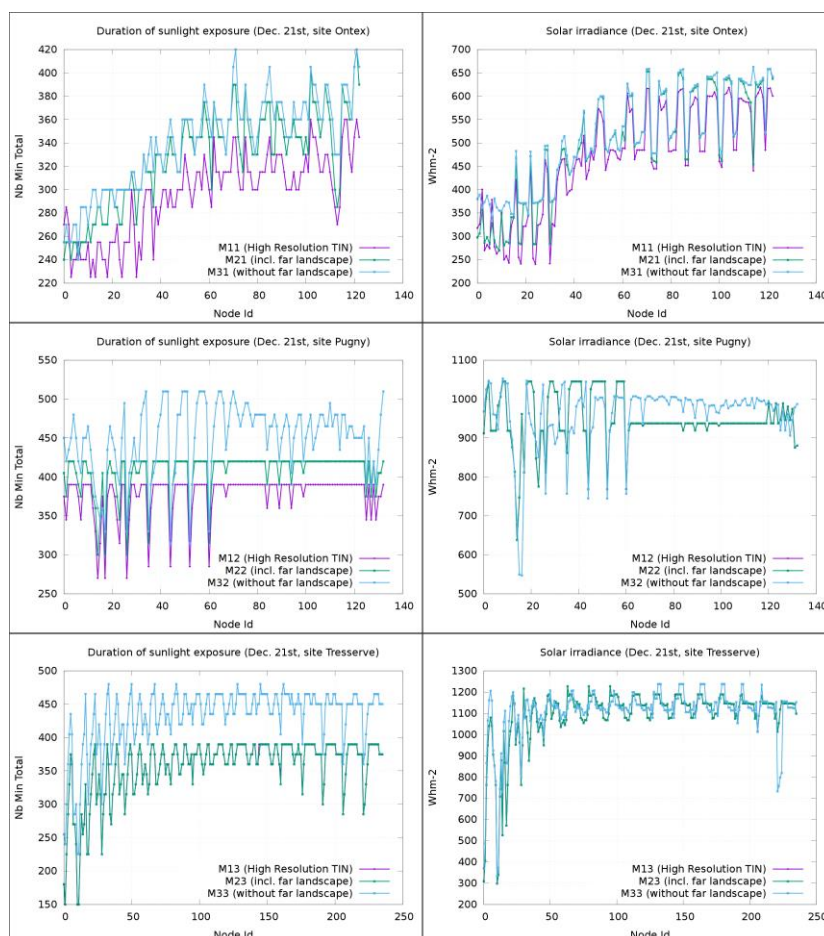 Duration of sunlight exposure (Dec. 21st, site Ontex)
Nb Min Total
420
400
380
360
340
320
300
280
260
240
220
M11 (High Resolution TIN)
M21 (incl. far landscape)
M31 (without far landscape)
0 20 40 60 80 100 120 140
Node Id
Solar irradiance (Dec. 21st, site Ontex)
Whm-2
700
650
600
550
500
450
400
350
300
250
200
M11 (High Resolution TIN)
M21 (incl. far landscape)
M31 (without far landscape)
0 20 40 60 80 100 120 140
Node Id
Duration of sunlight exposure (Dec. 21st, site Pugny)
Nb Min Total
550
500
450
400
350
300
250
M12 (High Resolution TIN)
M22 (incl. far landscape)
M32 (without far landscape)
0 20 40 60 80 100 120 140
Node Id
Solar irradiance (Dec. 21st, site Pugny)
Whm-2
1100
1000
900
800
700
600
500
M12 (High Resolution TIN)
M22 (incl. far landscape)
M32 (without far landscape)
0 20 40 60 80 100 120 140
Node Id
Duration of sunlight exposure (Dec. 21st, site Tresserve)
Nb Min Total
500
450
400
350
300
250
200
150
M13 (High Resolution TIN)
M23 (incl. far landscape)
M33 (without far landscape)
0 50 100 150 200 250
Node Id
Solar irradiance (Dec. 21st, site Tresserve)
Whm-2
1300
1200
1100
1000
900
800
700
600
500
400
300
200
M13 (High Resolution TIN)
M23 (incl. far landscape)
M33 (without far landscape)
0 50 100 150 200 250
Node Id